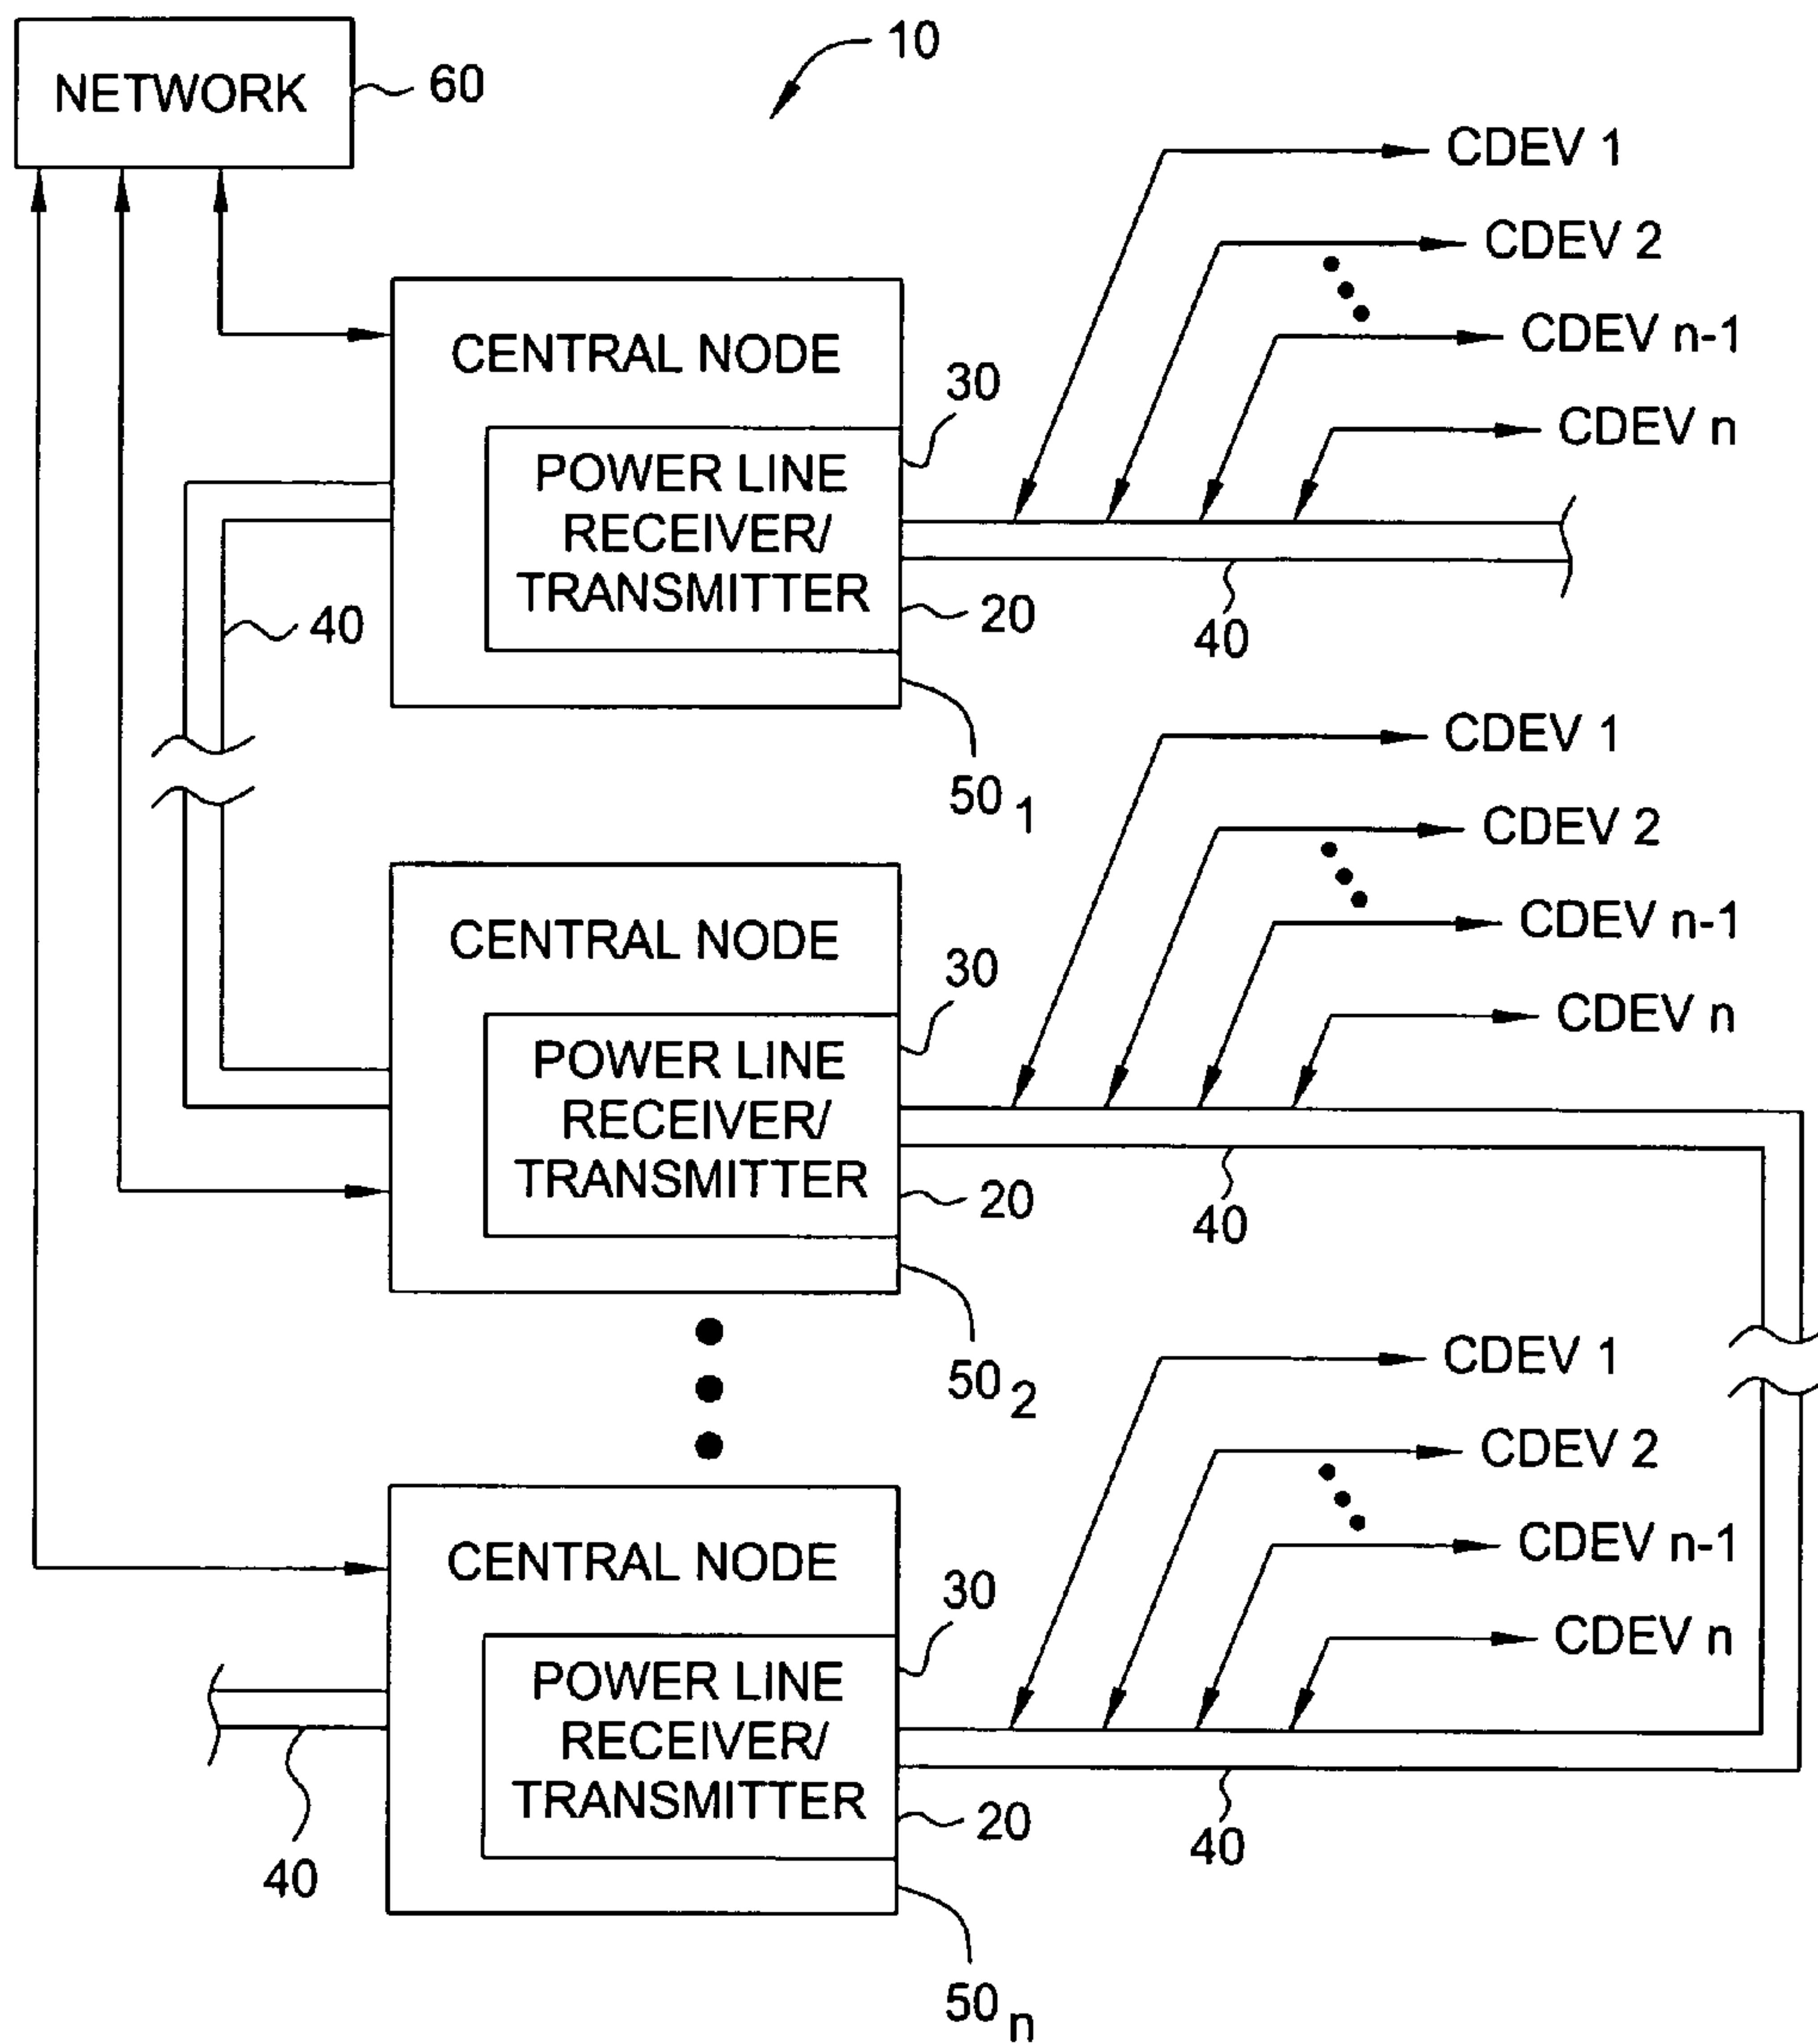 10
NETWORK
60
CDEV 1
CDEV 2
CDEV n-1
CDEV n
CENTRAL NODE
30
POWER LINE
RECEIVER/
TRANSMITTER
20
40
40
50 1
CDEV 1
CDEV 2
CDEV n-1
CDEV n
CENTRAL NODE
30
POWER LINE
RECEIVER/
TRANSMITTER
20
40
50 2
CDEV 1
CDEV 2
CDEV n-1
CDEV n
CENTRAL NODE
30
POWER LINE
RECEIVER/
TRANSMITTER
20
40
40
50 n